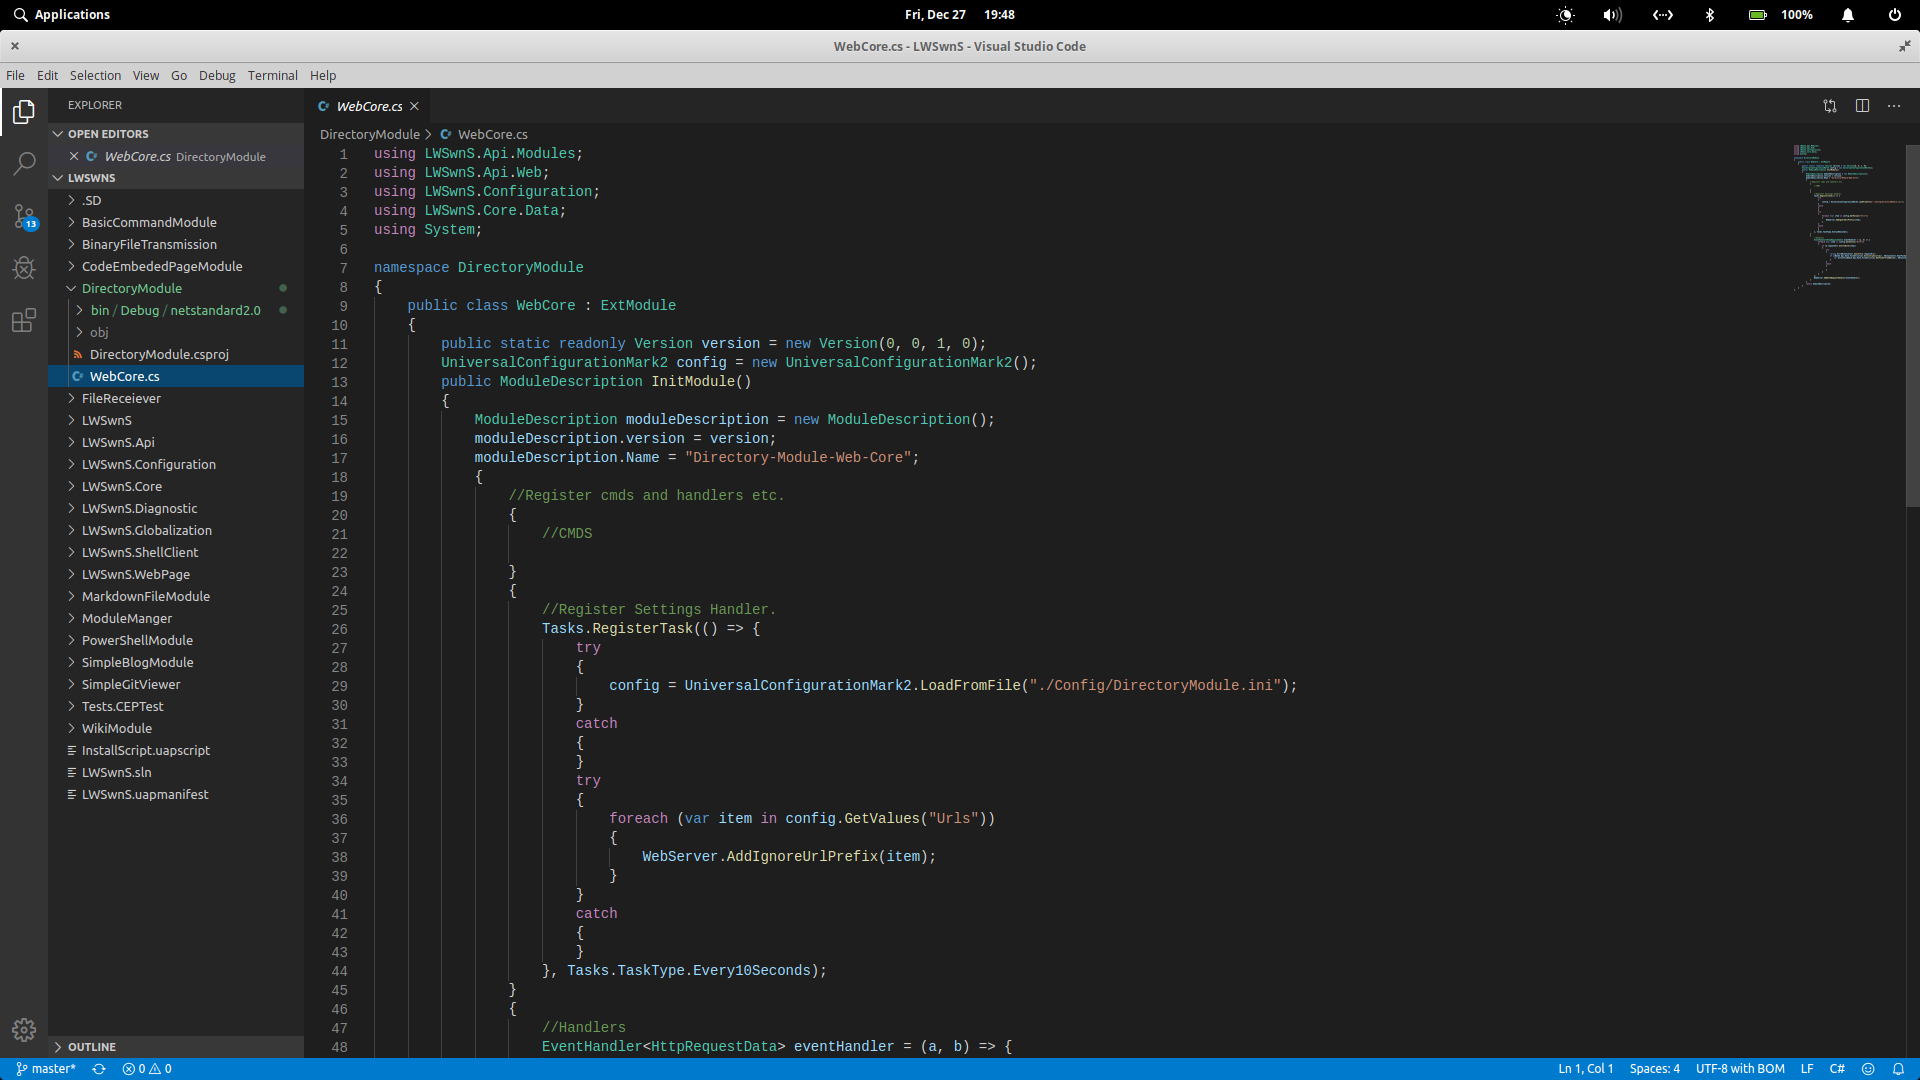 Applications
Fri, Dec 27 19:48
100%
WebCore.cs - LWSwnS - Visual Studio Code
File Edit Selection View Go Debug Terminal Help
EXPLORER
OPEN EDITORS
WebCore.cs DirectoryModule
LWSWNS
.SD
BasicCommandModule
BinaryFileTransmission
CodeEmbededPageModule
DirectoryModule
bin / Debug / netstandard2.0
obj
DirectoryModule.csproj
WebCore.cs
FileReceiever
LWSwnS
LWSwnS.Api
LWSwnS.Configuration
LWSwnS.Core
LWSwnS.Diagnostic
LWSwnS.Globalization
LWSwnS.ShellClient
LWSwnS.WebPage
MarkdownFileModule
ModuleManger
PowerShellModule
SimpleBlogModule
SimpleGitViewer
Tests.CEPTest
WikiModule
InstallScript.uapscript
LWSwnS.sln
LWSwnS.uapmanifest
OUTLINE
13
WebCore.cs
DirectoryModule > WebCore.cs
1 using LWSwnS.Api.Modules;
2 using LWSwnS.Api.Web;
3 using LWSwnS.Configuration;
4 using LWSwnS.Core.Data;
5 using System;
6
7 namespace DirectoryModule
8 {
9 public class WebCore : ExtModule
10 {
11 public static readonly Version version = new Version(0, 0, 1, 0);
12 UniversalConfigurationMark2 config = new UniversalConfigurationMark2();
13 public ModuleDescription InitModule()
14 {
15 ModuleDescription moduleDescription = new ModuleDescription();
16 moduleDescription.version = version;
17 moduleDescription.Name = "Directory-Module-Web-Core";
18 {
19 //Register cmds and handlers etc.
20 {
21 //CMDS
22
23 }
24 {
25 //Register Settings Handler.
26 Tasks.RegisterTask(() => {
27 try
28 {
29 config = UniversalConfigurationMark2.LoadFromFile("./Config/DirectoryModule.ini");
30 }
31 catch
32 {
33 }
34 try
35 {
36 foreach (var item in config.GetValues("Urls"))
37 {
38 WebServer.AddIgnoreUrlPrefix(item);
39 }
40 }
41 catch
42 {
43 }
44 }, Tasks.TaskType.Every10Seconds);
45 }
46 {
47 //Handlers
48 EventHandler<HttpRequestData> eventHandler = (a, b) => {
master* 0 0
Ln 1, Col 1 Spaces: 4 UTF-8 with BOM LF C#